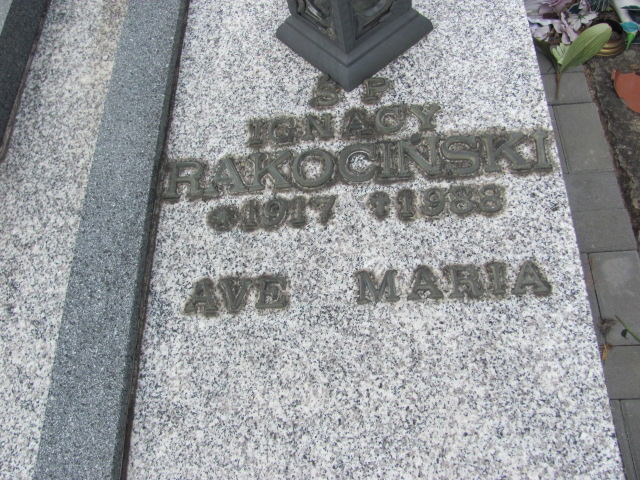 Ś P
IGNACY
RAKOCIŃSKI
*1917 †1988
AVE MARIA